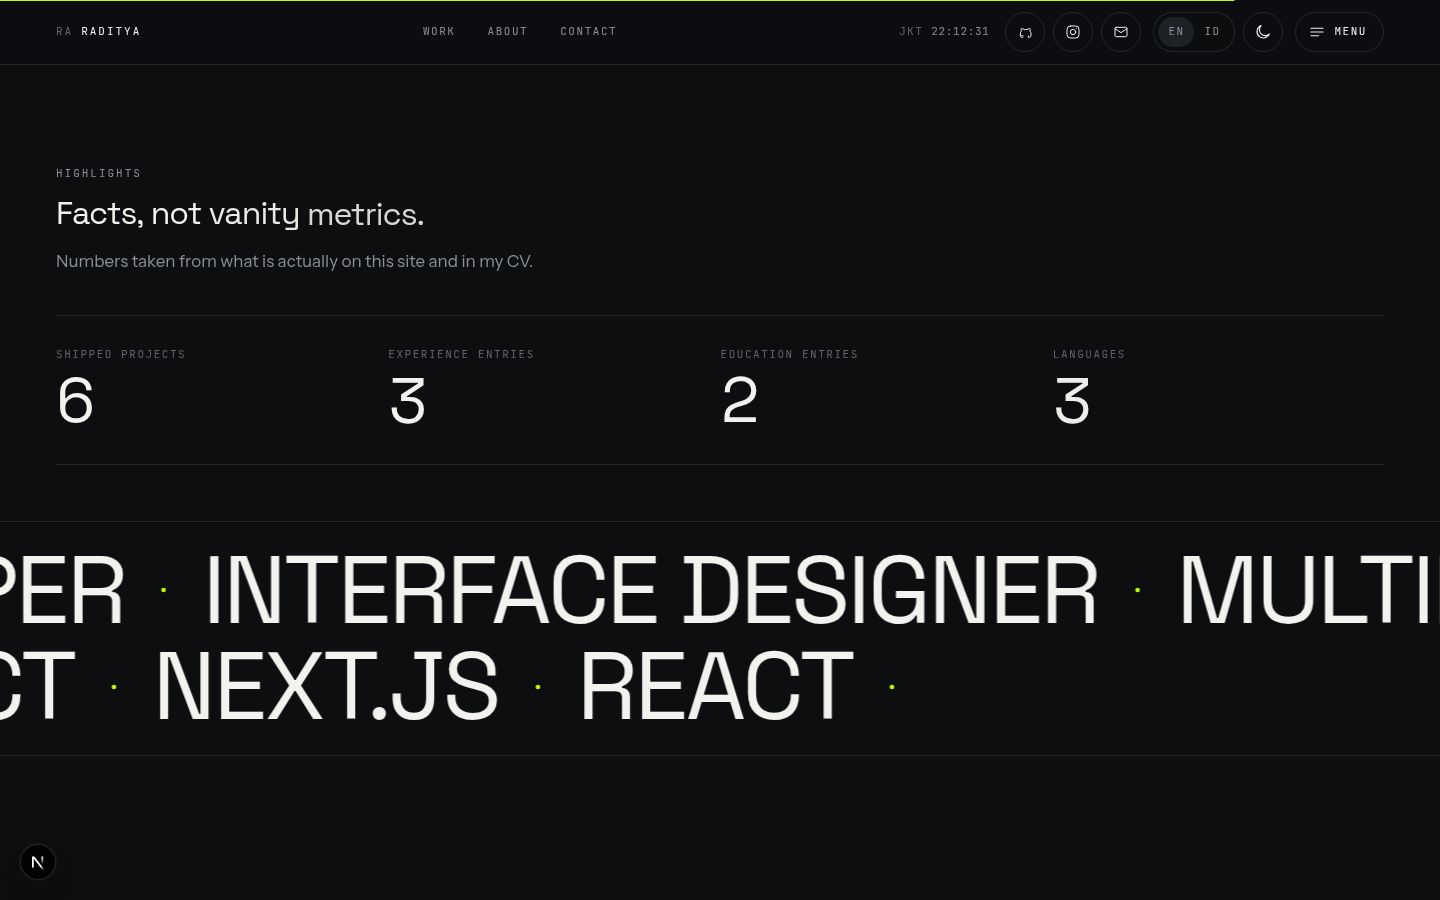 RA RADITYA
WORK ABOUT CONTACT
JKT 22:12:31
EN ID
MENU
HIGHLIGHTS
Facts, not vanity metrics.
Numbers taken from what is actually on this site and in my CV.
SHIPPED PROJECTS EXPERIENCE ENTRIES EDUCATION ENTRIES LANGUAGES
6 3 2 3
PER · INTERFACE DESIGNER · MULTI
CT · NEXT.JS · REACT ·
N